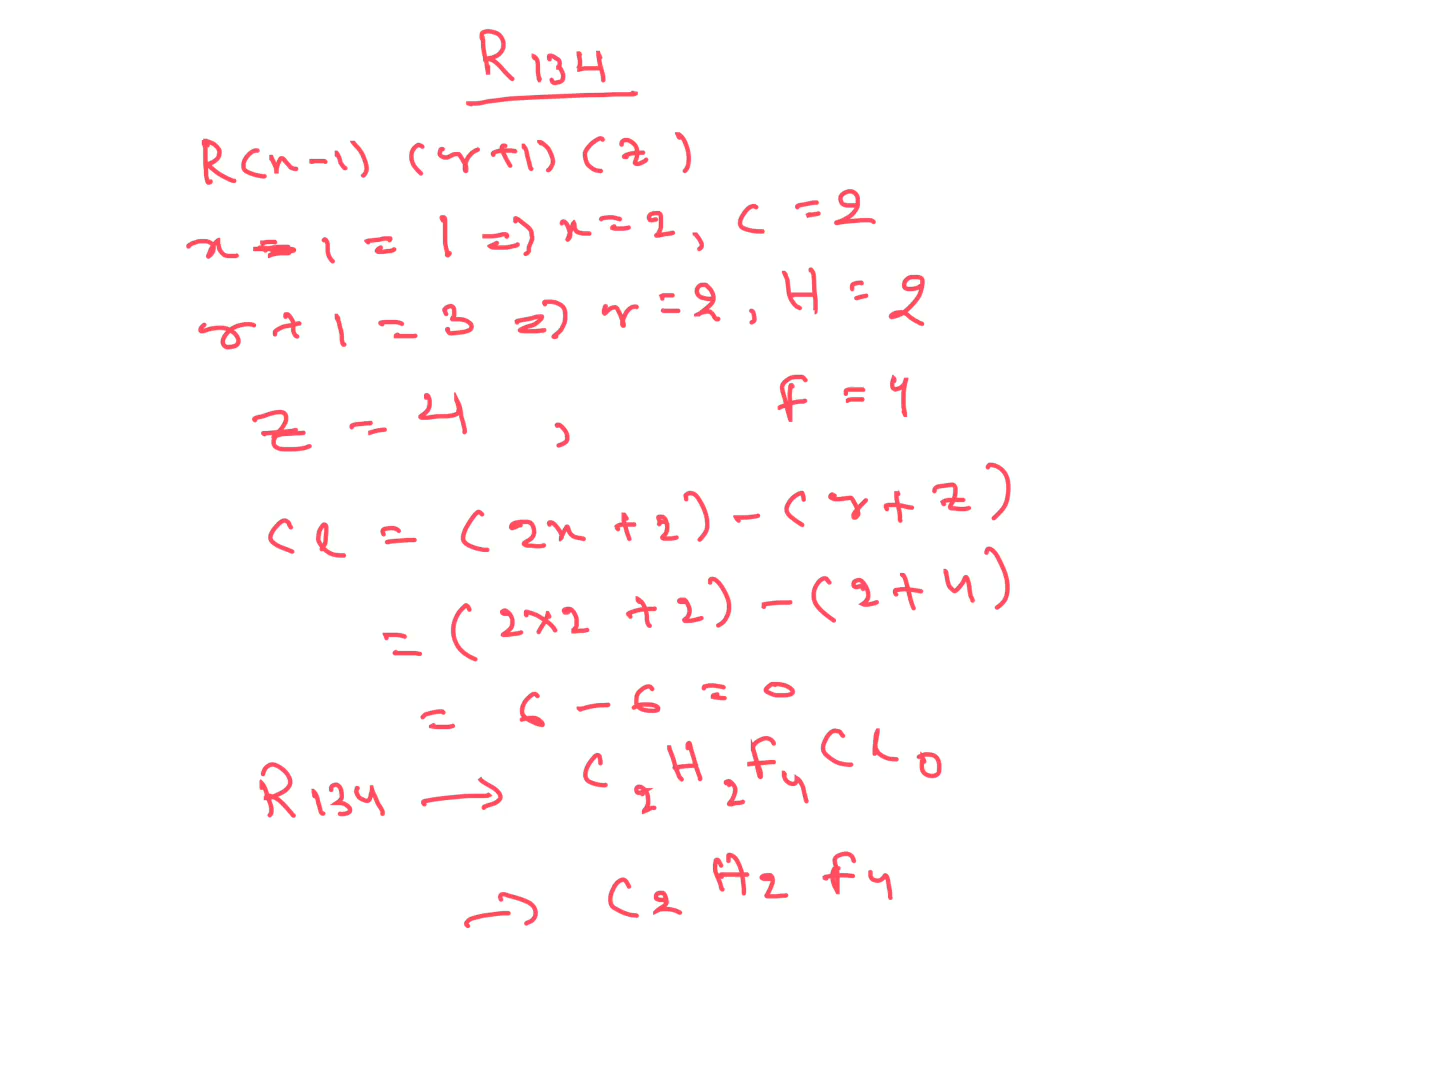 R134
R(n-1) (r+1) (z)
n-1 = 1 => n=2, C = 2
r+1 = 3 => r=2, H = 2
z = 4 , f = 4
Cl = (2n+2) - (r+z)
= (2×2 +2) - (2+4)
= 6 - 6 = 0
R134 → C2H2f4Cl0
→ C2H2f4